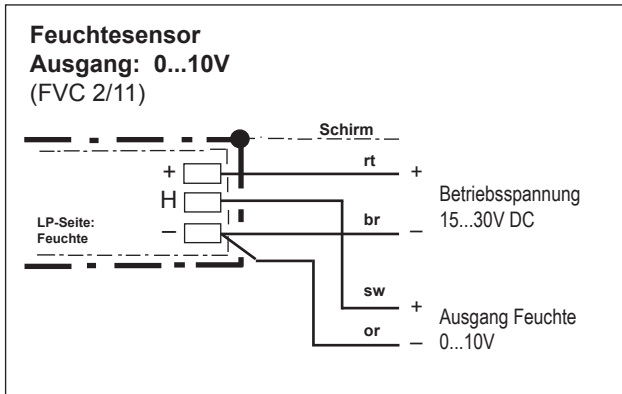 Feuchtesensor
Ausgang: 0...10V
(FVC 2/11)
Schirm
rt
+
+
H
–
LP-Seite:
Feuchte
Betriebsspannung
15...30V DC
br
–
sw
+
Ausgang Feuchte
0...10V
or
–